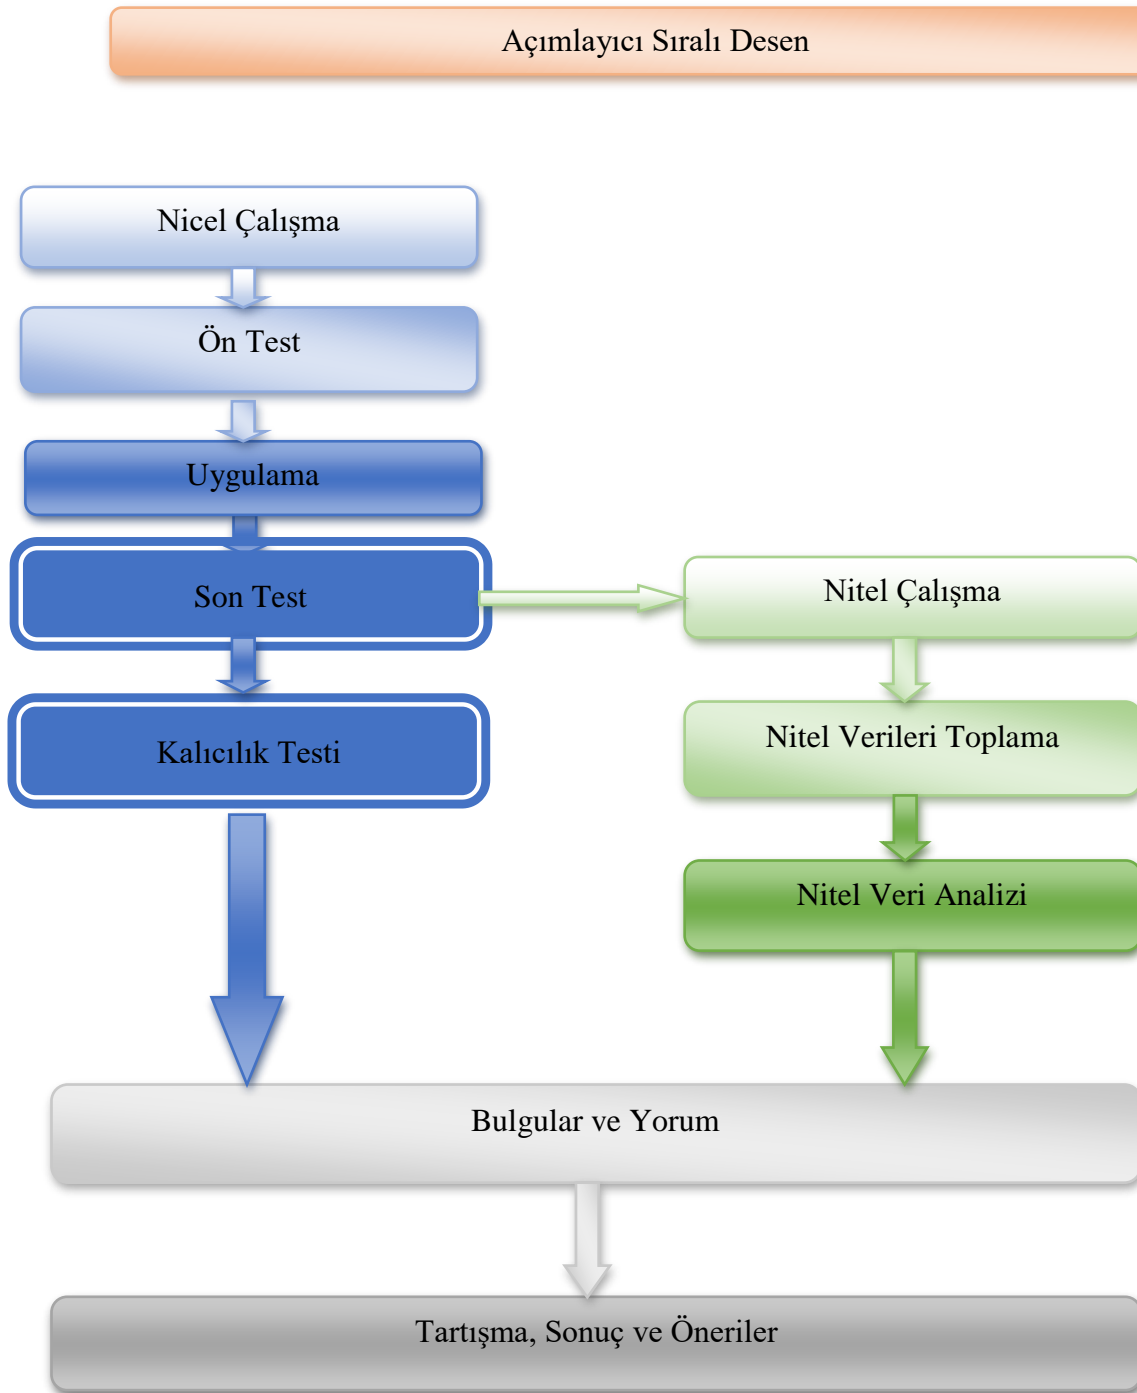 Açımlayıcı Sıralı Desen
Nicel Çalışma
Ön Test
Uygulama
Son Test
Kalıcılık Testi
Nitel Çalışma
Nitel Verileri Toplama
Nitel Veri Analizi
Bulgular ve Yorum
Tartışma, Sonuç ve Öneriler